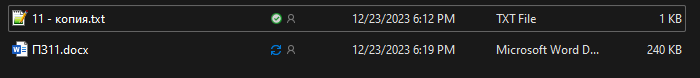 11 - копия.txt 12/23/2023 6:12 PM TXT File 1 KB
ПЗ11.docx 12/23/2023 6:19 PM Microsoft Word D... 240 KB